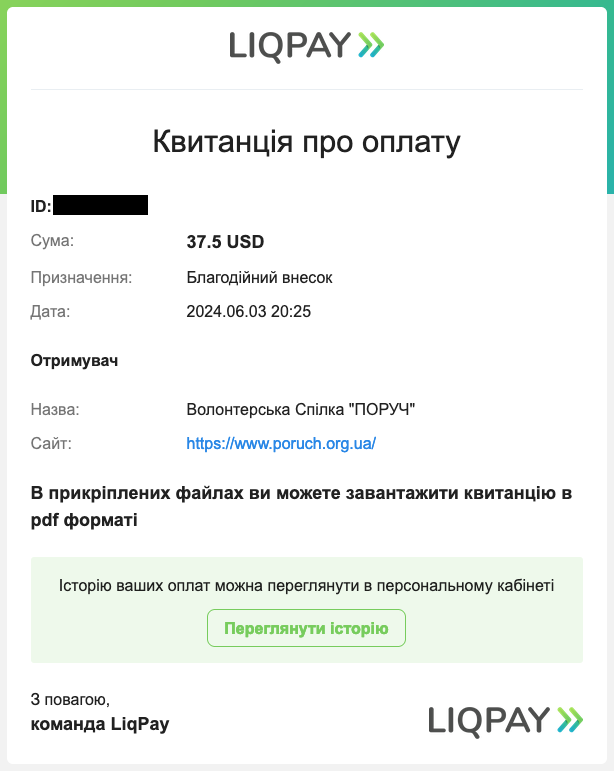 LIQPAY
Квитанція про оплату
ID:
Сума: 37.5 USD
Призначення: Благодійний внесок
Дата: 2024.06.03 20:25
Отримувач
Назва: Волонтерська Спілка "ПОРУЧ"
Сайт: https://www.poruch.org.ua/
В прикріплених файлах ви можете завантажити квитанцію в
pdf форматі
Історію ваших оплат можна переглянути в персональному кабінеті
Переглянути історію
З повагою,
команда LiqPay
LIQPAY